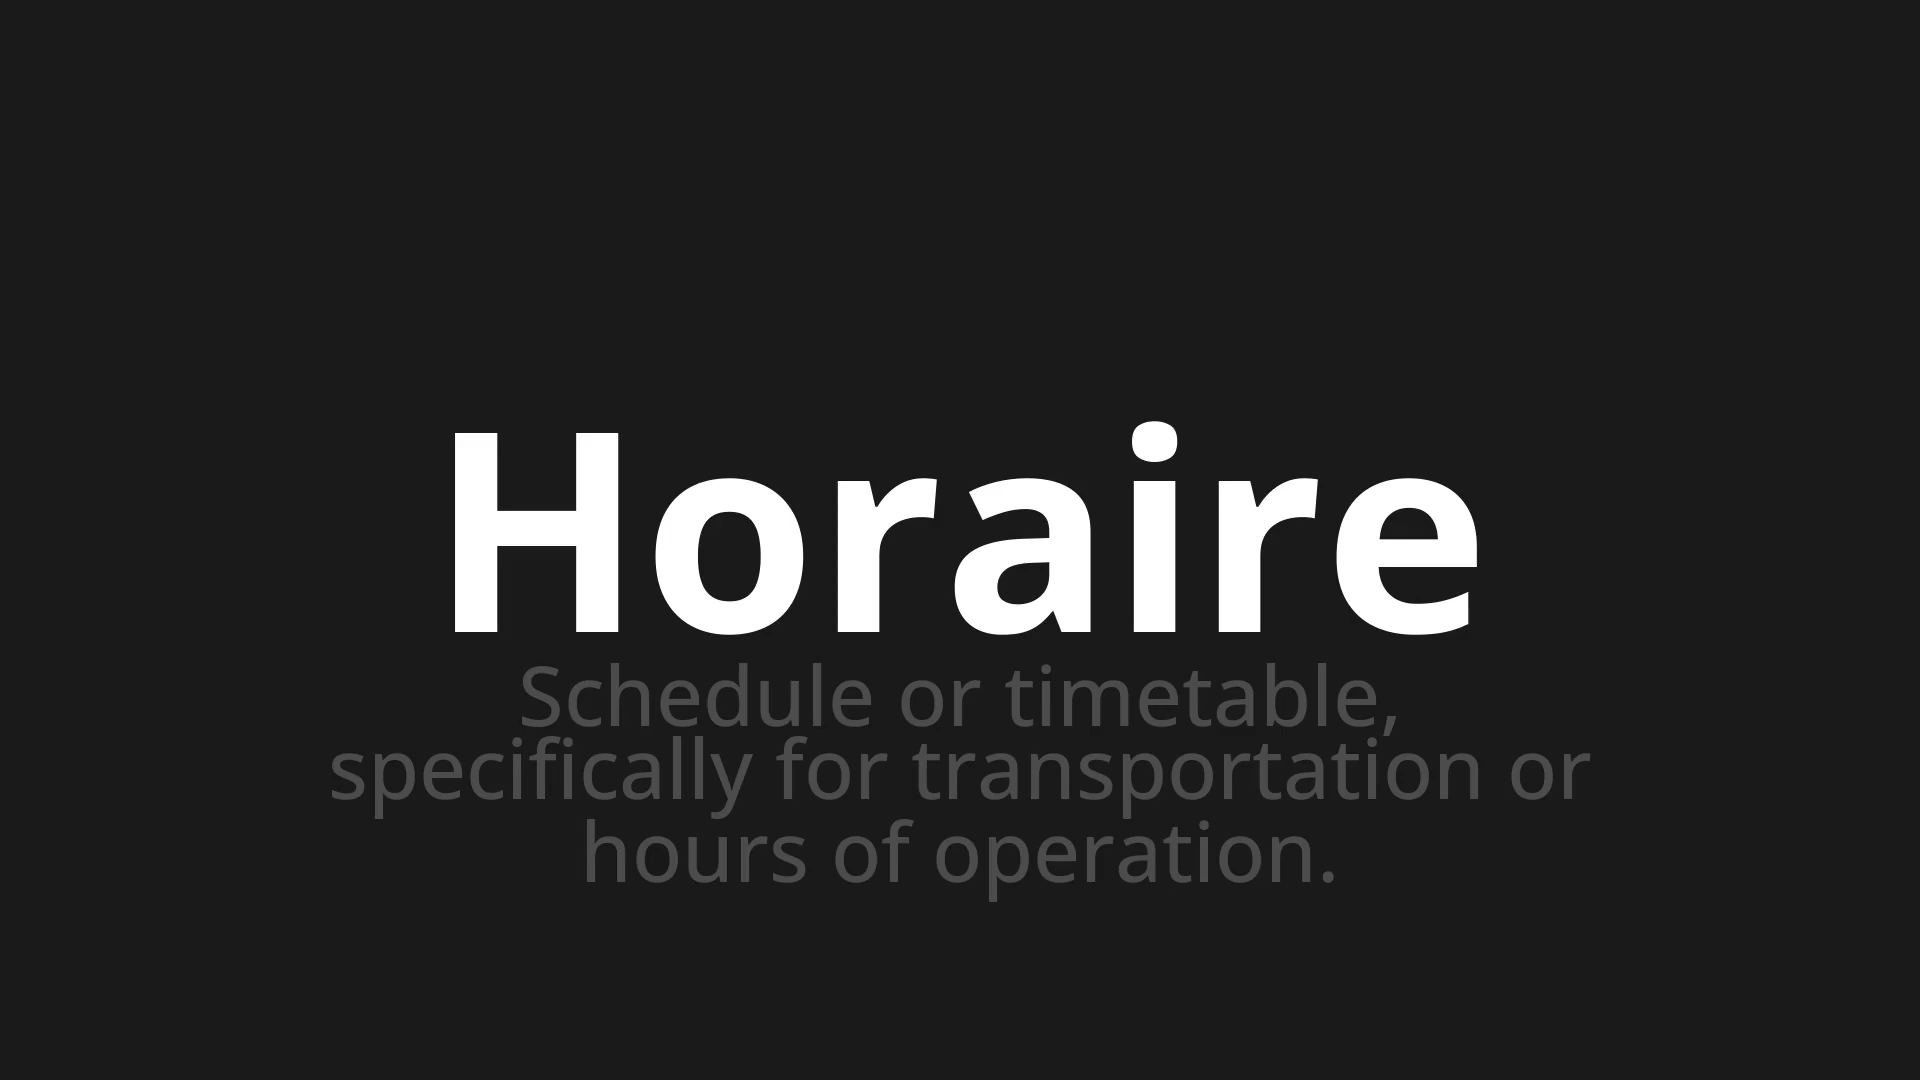 Horaire
Schedule or timetable,
specifically for transportation or
hours of operation.